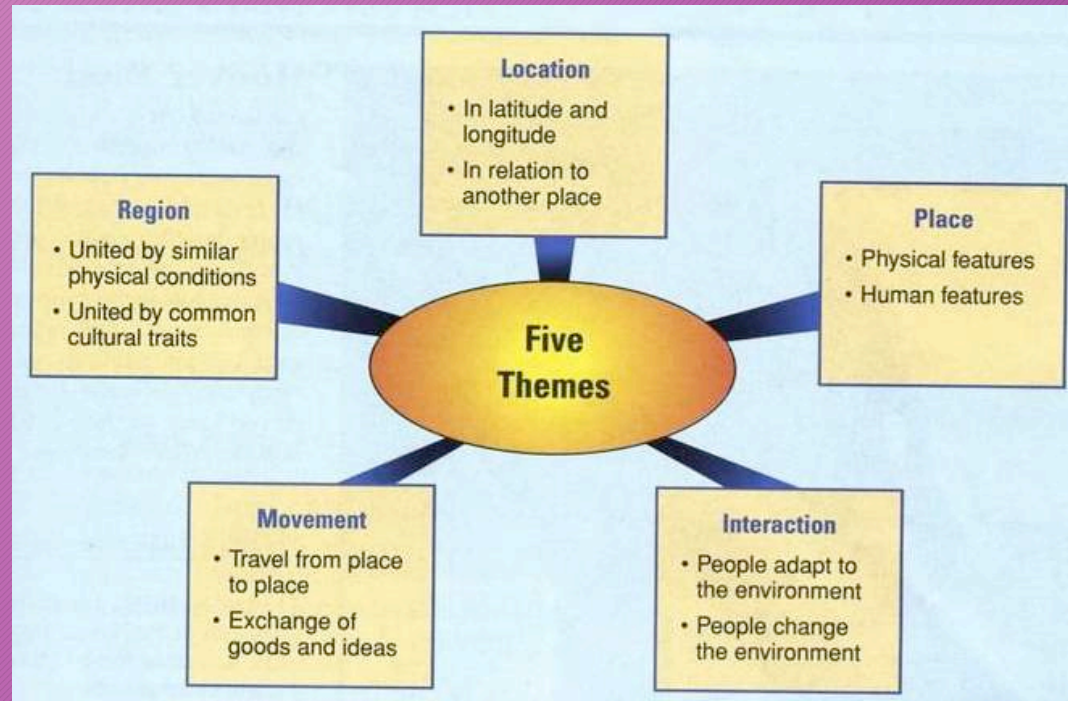 Location
• In latitude and
longitude
• In relation to
another place
Region
• United by similar
physical conditions
• United by common
cultural traits
Place
• Physical features
• Human features
Five
Themes
Movement
• Travel from place
to place
• Exchange of
goods and ideas
Interaction
• People adapt to
the environment
• People change
the environment